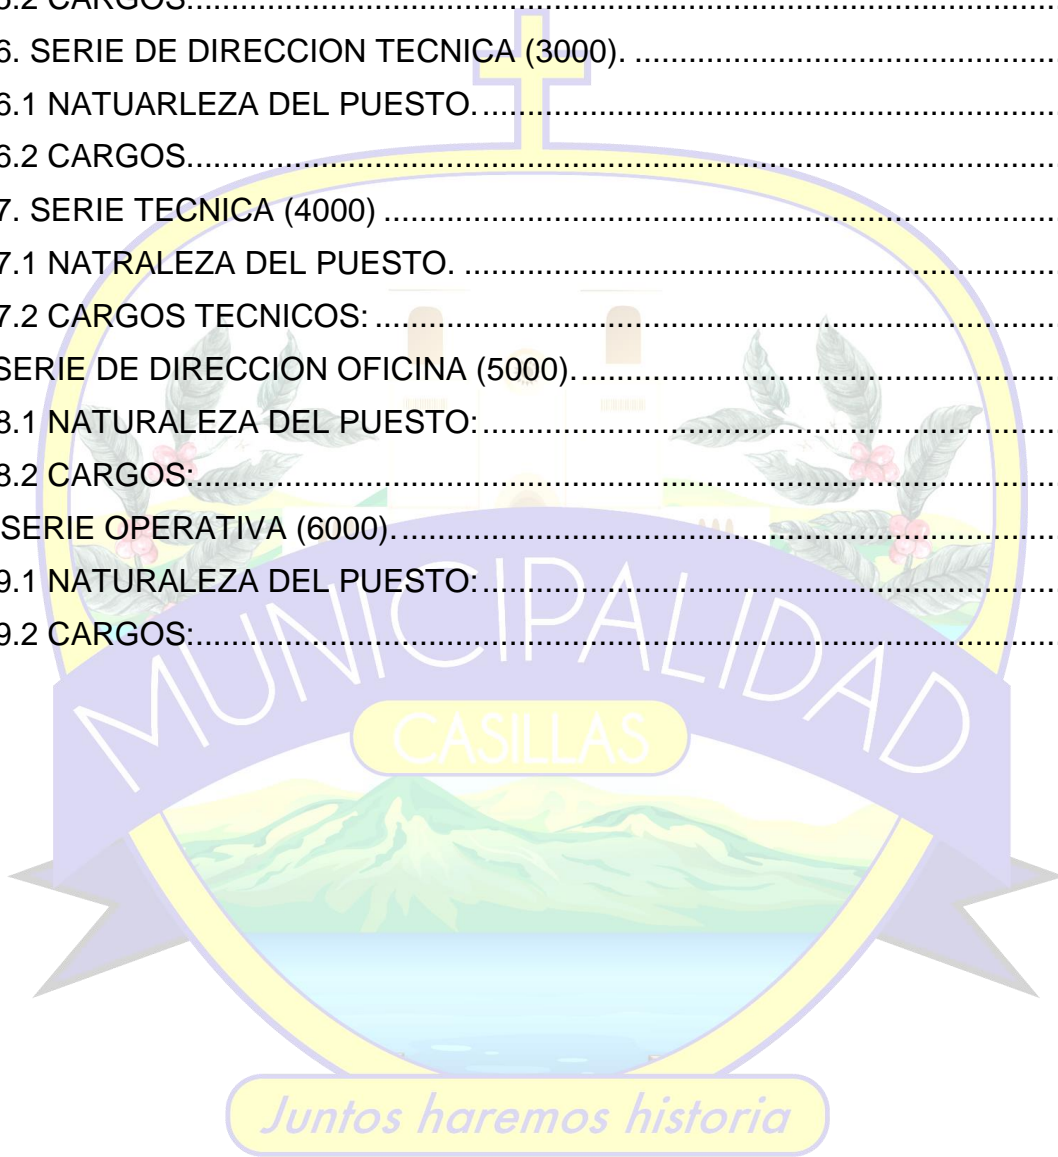 5.2 CARGOS.
6. SERIE DE DIRECCION TECNICA (3000). 
6.1 NATUARLEZA DEL PUESTO.
6.2 CARGOS.
7. SERIE TECNICA (4000)
7.1 NATRALEZA DEL PUESTO.
7.2 CARGOS TECNICOS:
SERIE DE DIRECCION OFICINA (5000).
8.1 NATURALEZA DEL PUESTO:
8.2 CARGOS:
SERIE OPERATIVA (6000).
9.1 NATURALEZA DEL PUESTO:
9.2 CARGOS:
MUNICIPALIDAD
CASILLAS
Juntos haremos historia